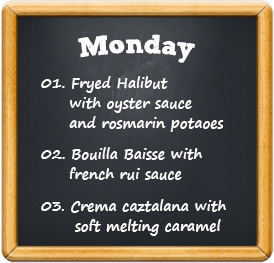 Monday
01. Fryed Halibut
with oyster sauce
and rosmarin potaoes
02. Bouilla Baisse with
french rui sauce
03. Crema caztalana with
soft melting caramel